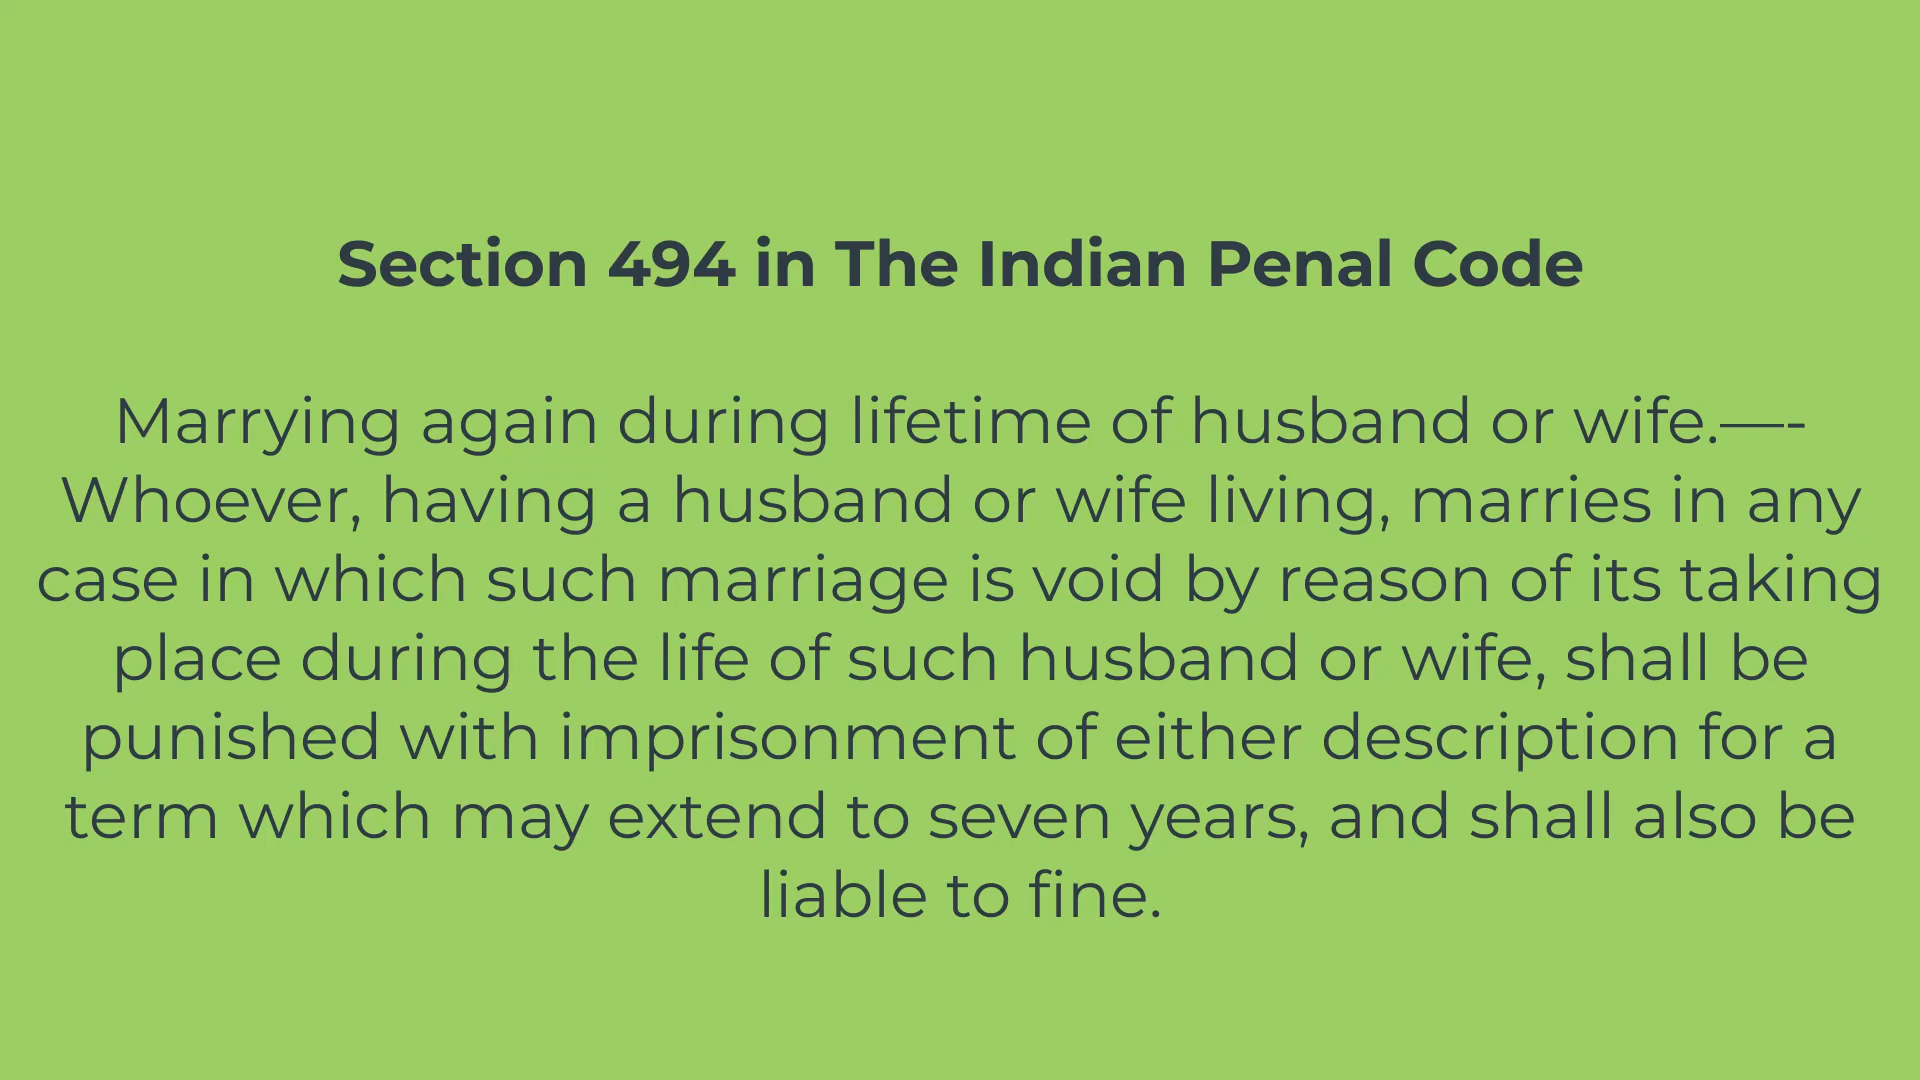 Section 494 in The Indian Penal Code
Marrying again during lifetime of husband or wife.—-
Whoever, having a husband or wife living, marries in any
case in which such marriage is void by reason of its taking
place during the life of such husband or wife, shall be
punished with imprisonment of either description for a
term which may extend to seven years, and shall also be
liable to fine.